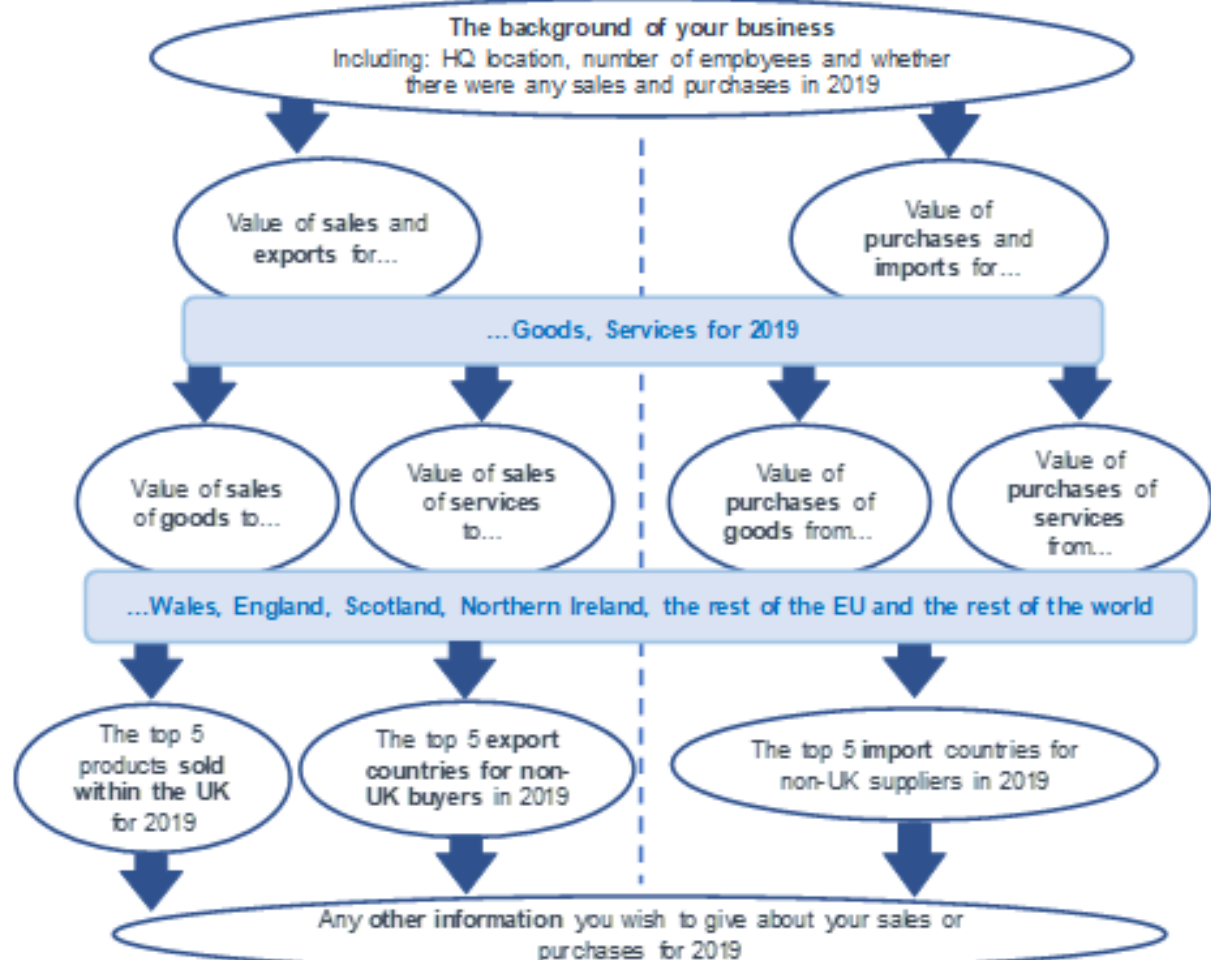 The background of your business
Including: HQ location, number of employees and whether
there were any sales and purchases in 2019
Value of sales and
exports for...
Value of
purchases and
imports for...
...Goods, Services for 2019
Value of sales
of goods to...
Value of sales
of services
to...
Value of
purchases of
goods from...
Value of
purchases of
services
from...
...Wales, England, Scotland, Northern Ireland, the rest of the EU and the rest of the world
The top 5
products sold
within the UK
for 2019
The top 5 export
countries for non-
UK buyers in 2019
The top 5 import countries for
non-UK suppliers in 2019
Any other information you wish to give about your sales or
purchases for 2019